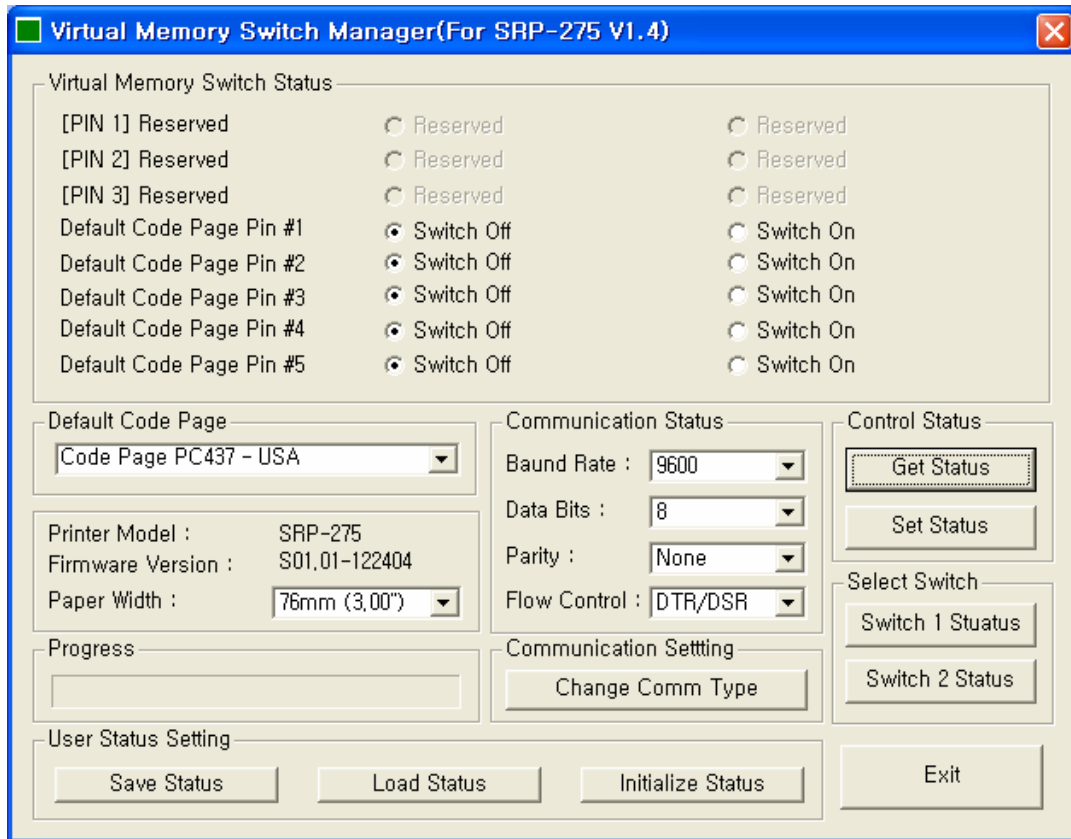 Virtual Memory Switch Manager(For SRP-275 V1.4)
Virtual Memory Switch Status
[PIN 1] Reserved Reserved Reserved
[PIN 2] Reserved Reserved Reserved
[PIN 3] Reserved Reserved Reserved
Default Code Page Pin #1 Switch Off Switch On
Default Code Page Pin #2 Switch Off Switch On
Default Code Page Pin #3 Switch Off Switch On
Default Code Page Pin #4 Switch Off Switch On
Default Code Page Pin #5 Switch Off Switch On
Default Code Page
Code Page PC437 - USA
Printer Model : SRP-275
Firmware Version : S01,01-122404
Paper Width : 76mm (3,00")
Progress
Communication Status
Baund Rate : 9600
Data Bits : 8
Parity : None
Flow Control : DTR/DSR
Communication Settting
Change Comm Type
Control Status
Get Status
Set Status
Select Switch
Switch 1 Stuatus
Switch 2 Status
User Status Setting
Save Status Load Status Initialize Status
Exit